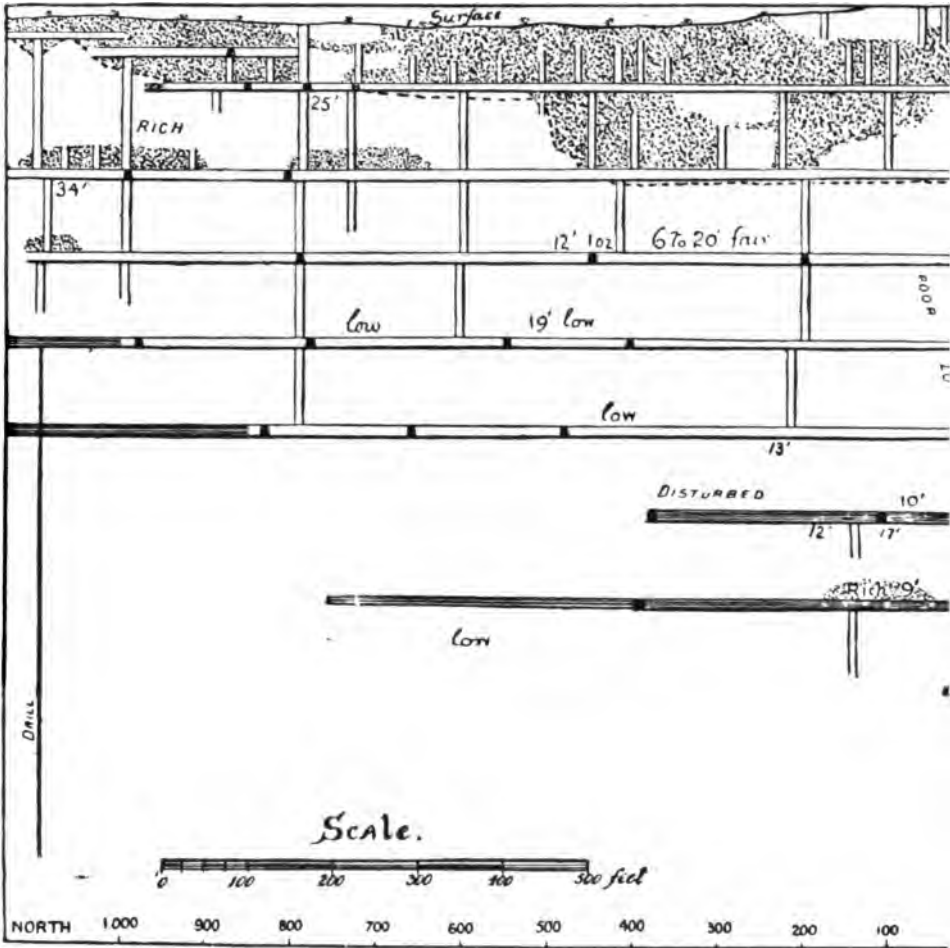 Surface
25'
RICH
34'
12' 1oz 6 To 20' fair
POOR
low 19' low
low
13'
DISTURBED 10'
12' 17'
Rich 9'
low
DRILL
Scale.
0 100 200 300 400 500 feet
NORTH 1000 900 800 700 600 500 400 300 200 100